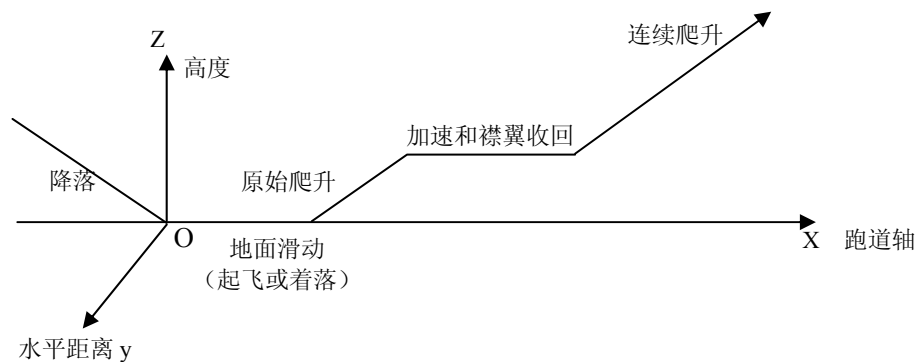 连续爬升
Z
高度
加速和襟翼收回
降落
原始爬升
O
地面滑动
（起飞或着落）
X 跑道轴
水平距离 y